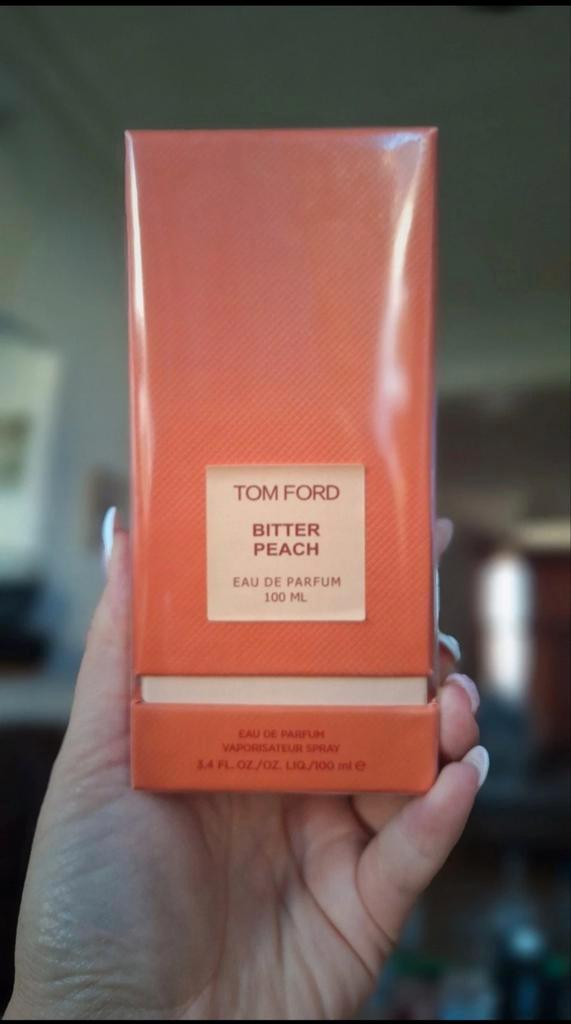 TOM FORD
BITTER
PEACH
EAU DE PARFUM
100 ML
EAU DE PARFUM
VAPORISATEUR SPRAY
3.4 FL.OZ./OZ. LIQ./100 ml ℮